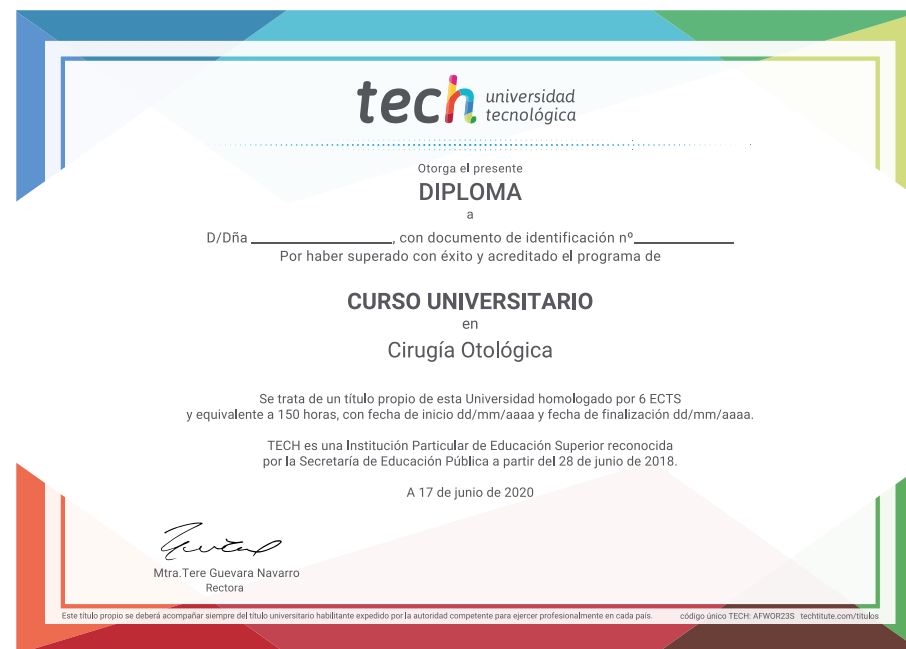 tech universidad
tecnológica
Otorga el presente
DIPLOMA
a
D/Dña ____________________, con documento de identificación nº______________
Por haber superado con éxito y acreditado el programa de
CURSO UNIVERSITARIO
en
Cirugía Otológica
Se trata de un título propio de esta Universidad homologado por 6 ECTS
y equivalente a 150 horas, con fecha de inicio dd/mm/aaaa y fecha de finalización dd/mm/aaaa.
TECH es una Institución Particular de Educación Superior reconocida
por la Secretaría de Educación Pública a partir del 28 de junio de 2018.
A 17 de junio de 2020
Mtra.Tere Guevara Navarro
Rectora
Este título propio se deberá acompañar siempre del título universitario habilitante expedido por la autoridad competente para ejercer profesionalmente en cada país. código único TECH: AFWOR23S techtitute.com/titulos